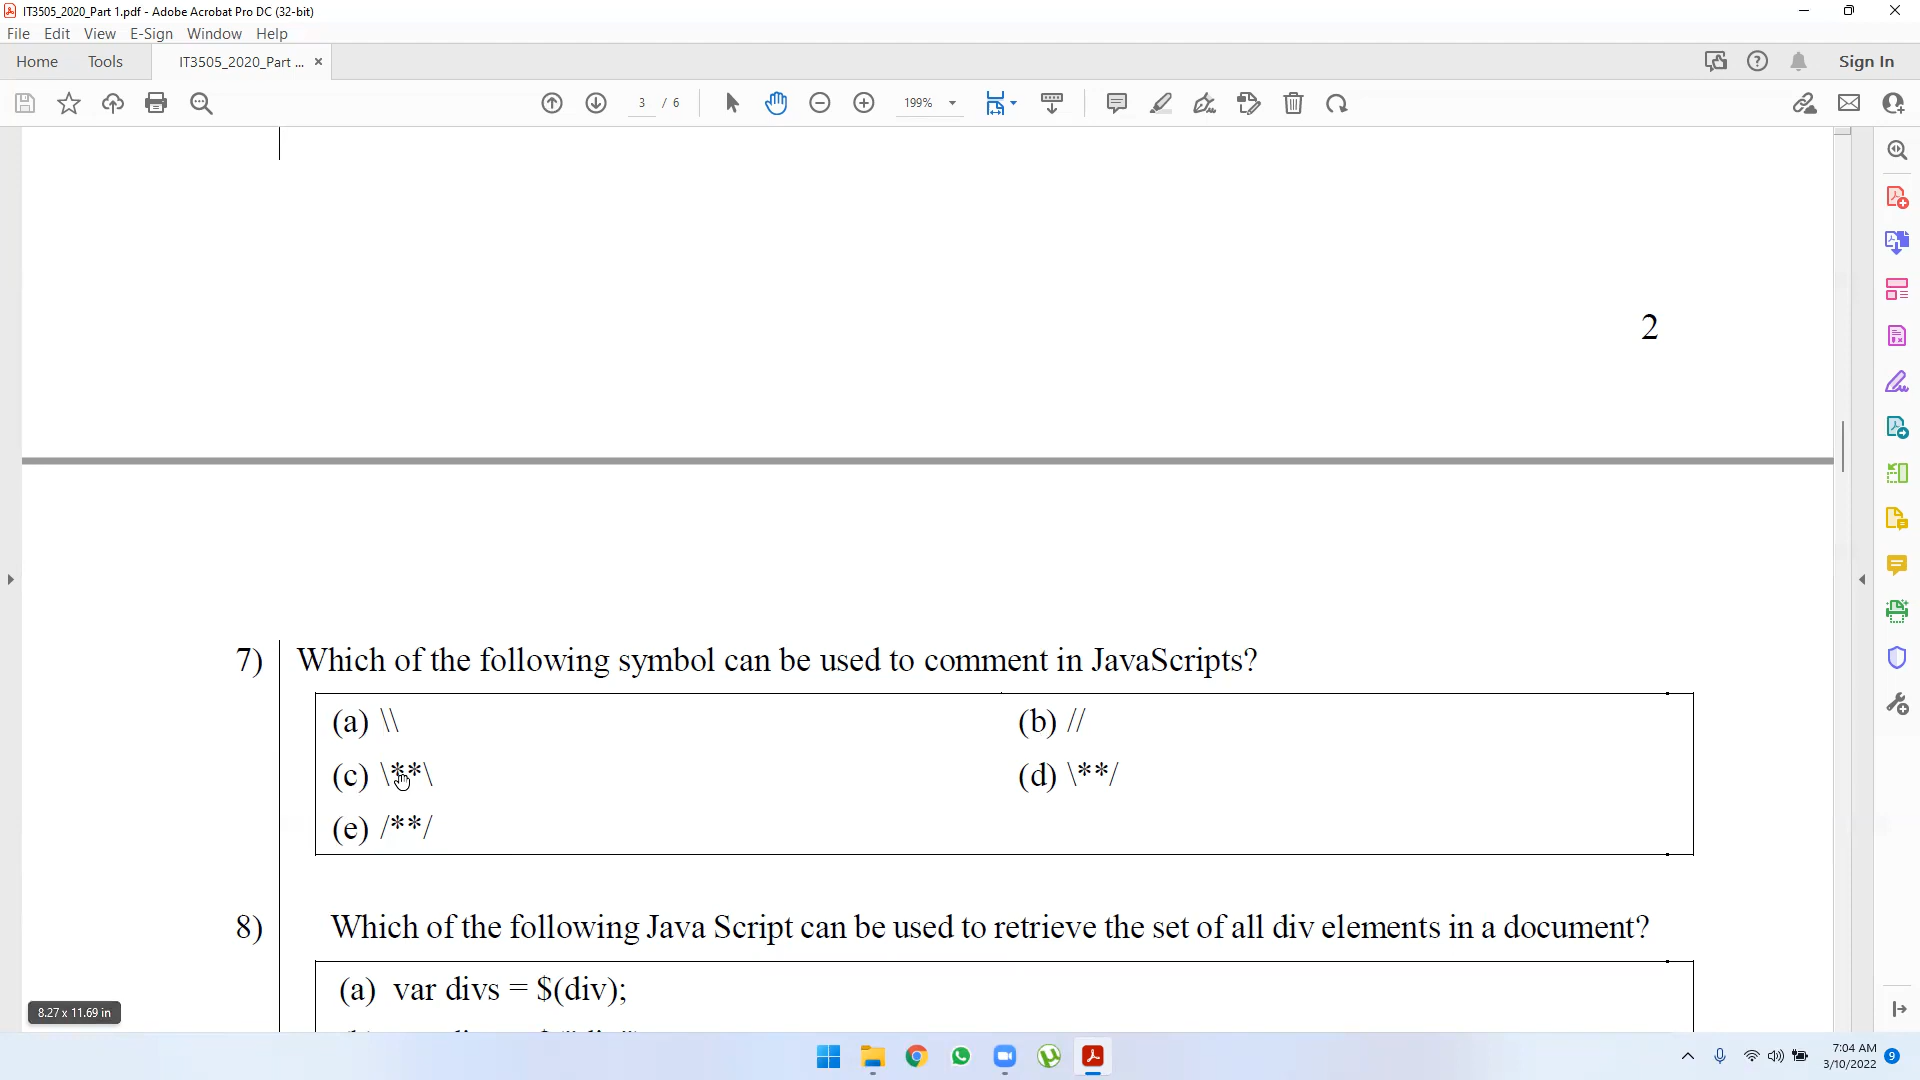 IT3505_2020_Part 1.pdf - Adobe Acrobat Pro DC (32-bit)
File Edit View E-Sign Window Help
Home Tools IT3505_2020_Part ... × Sign In
3 / 6 199%
2
7) Which of the following symbol can be used to comment in JavaScripts?
(a) \\ (b) //
(c) \**\ (d) \**/
(e) /**/
8) Which of the following Java Script can be used to retrieve the set of all div elements in a document?
(a) var divs = $(div);
8.27 x 11.69 in
7:04 AM
3/10/2022 9